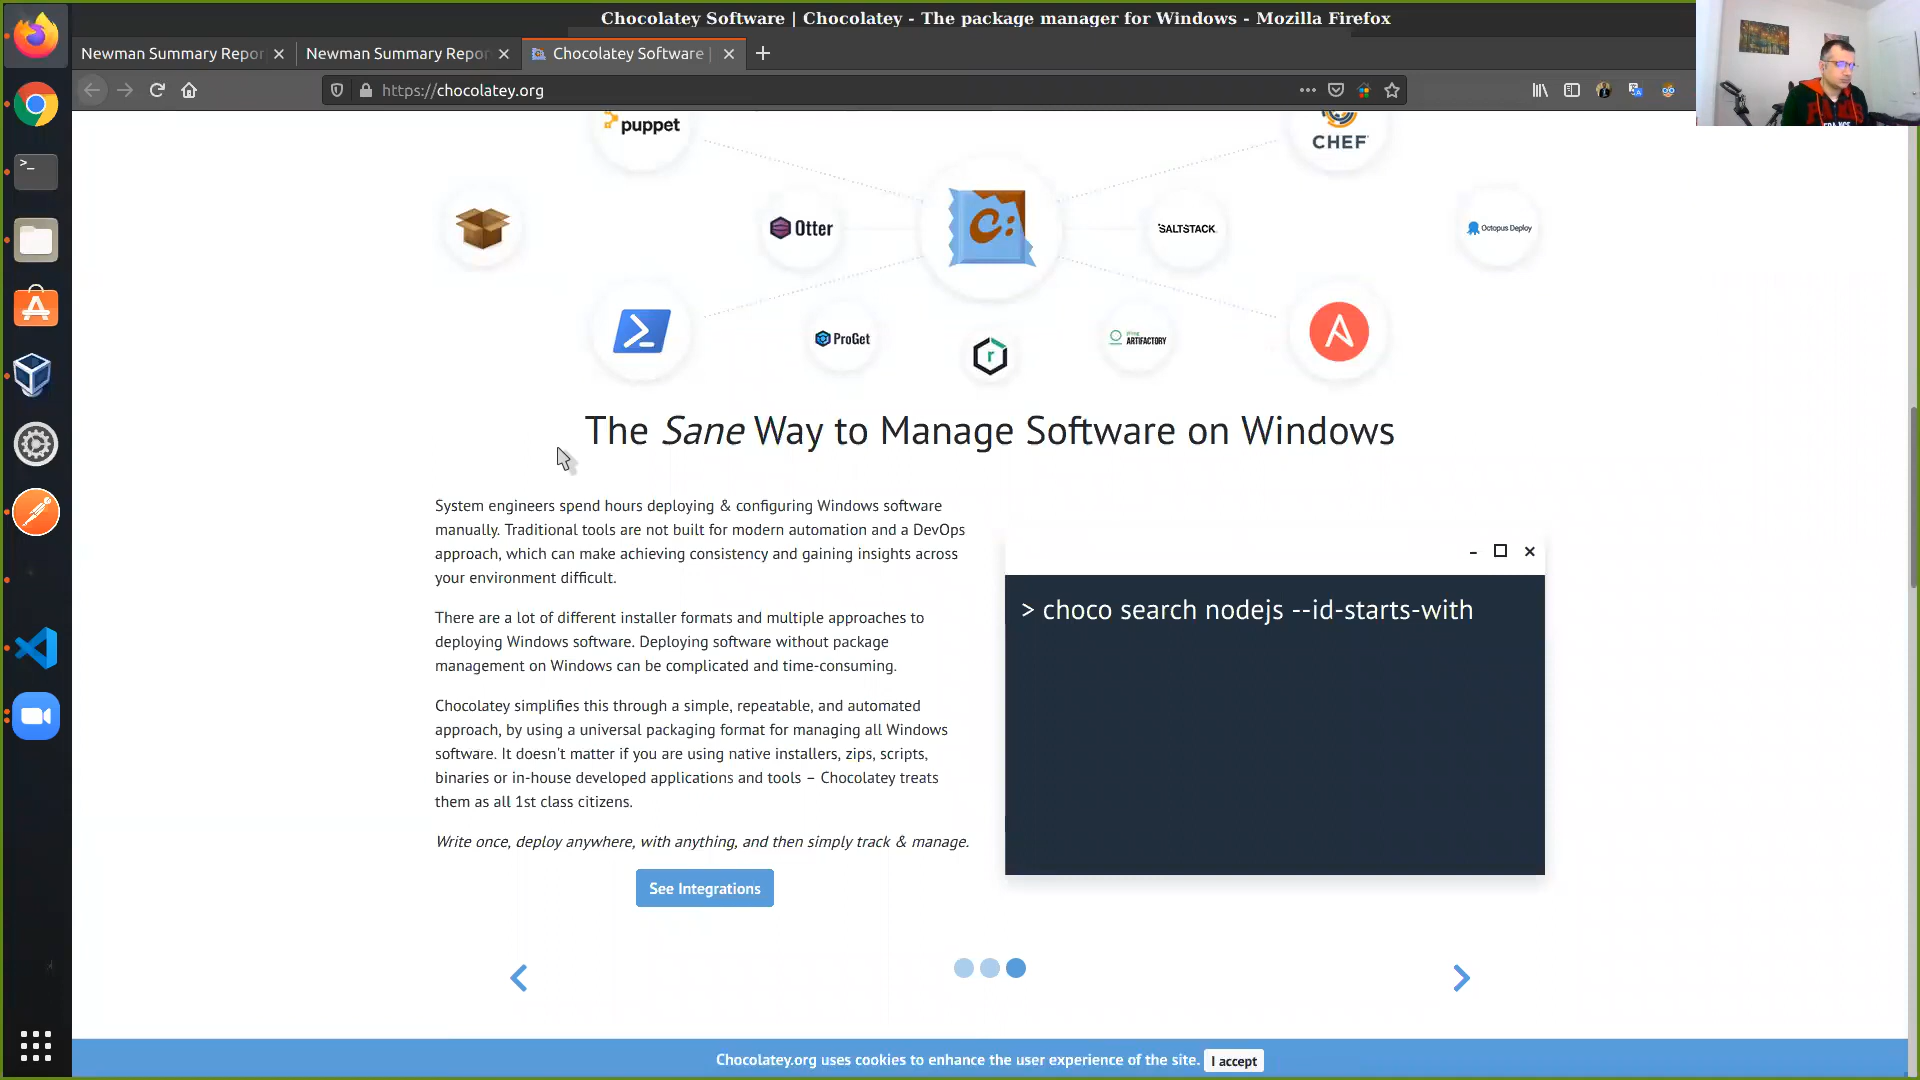 Chocolatey Software | Chocolatey - The package manager for Windows - Mozilla Firefox
Newman Summary Repor
Newman Summary Repor
Chocolatey Software |
https://chocolatey.org
puppet
CHEF
Otter
SALTSTACK
Octopus Deploy
ProGet
ARTIFACTORY
The Sane Way to Manage Software on Windows
System engineers spend hours deploying & configuring Windows software
manually. Traditional tools are not built for modern automation and a DevOps
approach, which can make achieving consistency and gaining insights across
your environment difficult.
There are a lot of different installer formats and multiple approaches to
deploying Windows software. Deploying software without package
management on Windows can be complicated and time-consuming.
Chocolatey simplifies this through a simple, repeatable, and automated
approach, by using a universal packaging format for managing all Windows
software. It doesn't matter if you are using native installers, zips, scripts,
binaries or in-house developed applications and tools – Chocolatey treats
them as all 1st class citizens.
Write once, deploy anywhere, with anything, and then simply track & manage.
See Integrations
> choco search nodejs --id-starts-with
Chocolatey.org uses cookies to enhance the user experience of the site. I accept